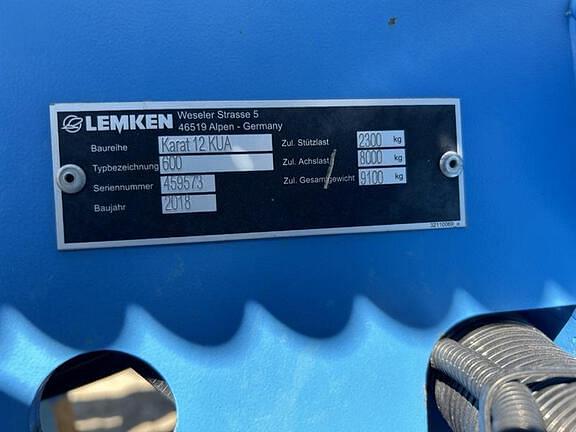 LEMKEN Weseler Strasse 5
46519 Alpen - Germany
Baureihe Karat 12 KUA Zul. Stützlast 2300 kg
Typbezeichnung 600 Zul. Achslast 8000 kg
Seriennummer 459573 Zul. Gesamtgewicht 9100 kg
Baujahr 2018
32110069